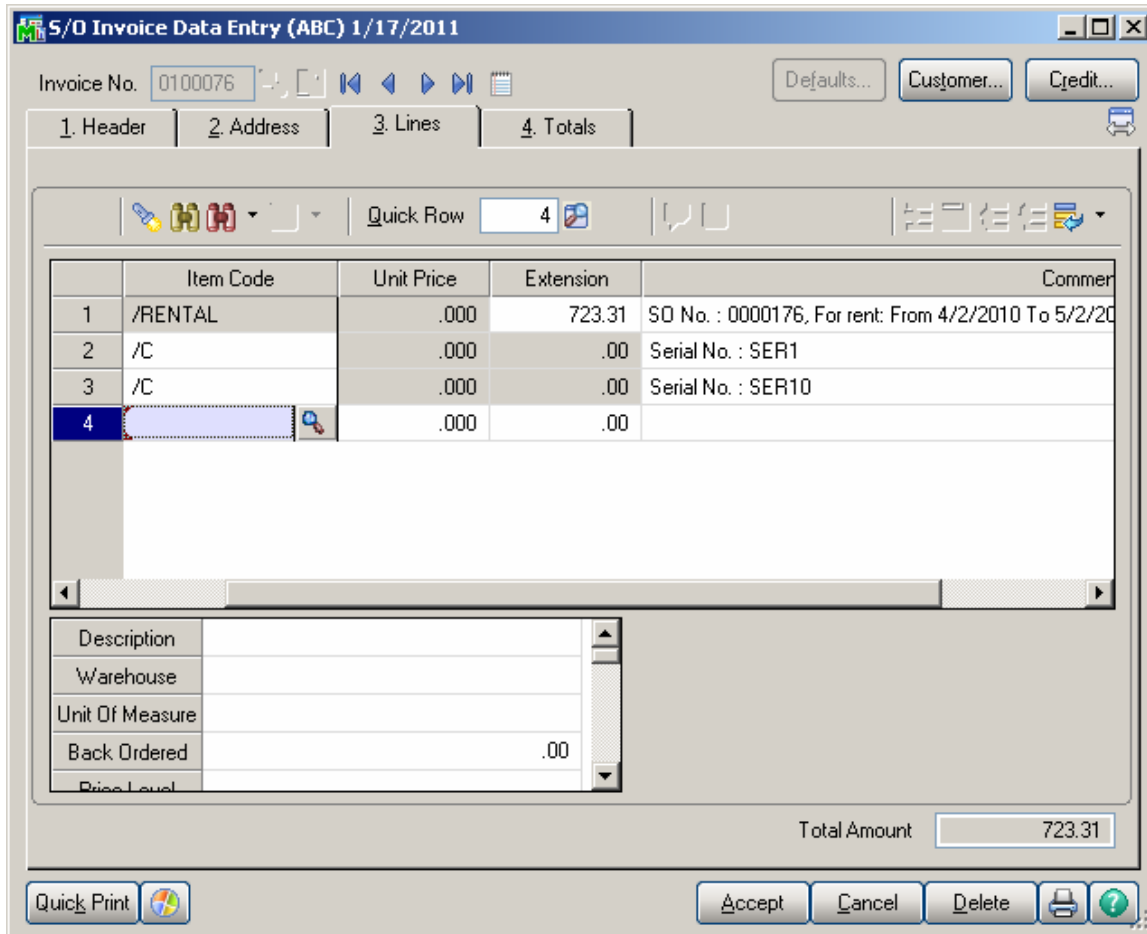 S/O Invoice Data Entry (ABC) 1/17/2011
Invoice No. 0100076 Defaults... Customer... Credit...
1. Header 2. Address 3. Lines 4. Totals
Quick Row 4
Item Code Unit Price Extension Commer
1 /RENTAL .000 723.31 SO No. : 0000176, For rent: From 4/2/2010 To 5/2/20
2 /C .000 .00 Serial No. : SER1
3 /C .000 .00 Serial No. : SER10
4 .000 .00
Description
Warehouse
Unit Of Measure
Back Ordered .00
Price Level
Total Amount 723.31
Quick Print Accept Cancel Delete